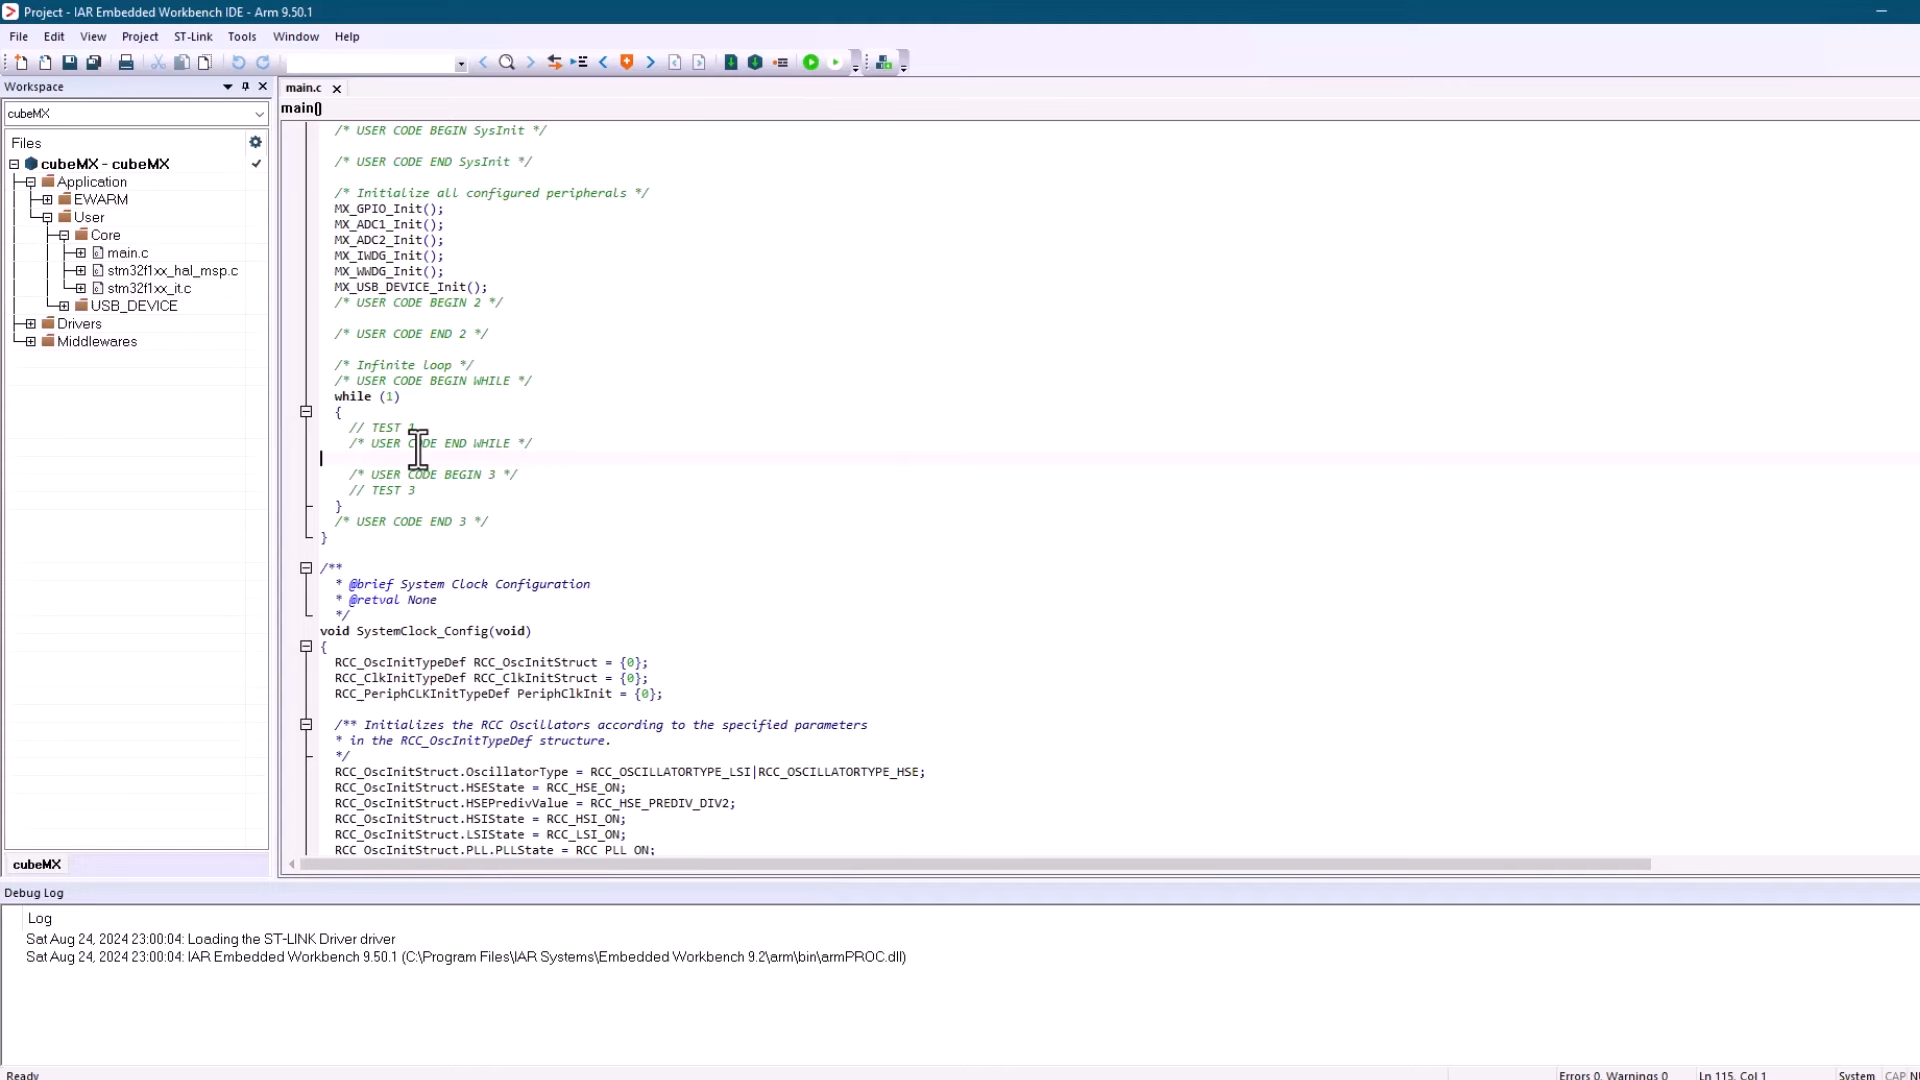 Project - IAR Embedded Workbench IDE - Arm 9.50.1
File Edit View Project ST-Link Tools Window Help
Workspace
cubeMX
Files
cubeMX - cubeMX
Application
EWARM
User
Core
main.c
stm32f1xx_hal_msp.c
stm32f1xx_it.c
USB_DEVICE
Drivers
Middlewares
cubeMX
main.c
main()
/* USER CODE BEGIN SysInit */
/* USER CODE END SysInit */
/* Initialize all configured peripherals */
MX_GPIO_Init();
MX_ADC1_Init();
MX_ADC2_Init();
MX_IWDG_Init();
MX_WWDG_Init();
MX_USB_DEVICE_Init();
/* USER CODE BEGIN 2 */
/* USER CODE END 2 */
/* Infinite loop */
/* USER CODE BEGIN WHILE */
while (1)
{
// TEST 1
/* USER CODE END WHILE */
/* USER CODE BEGIN 3 */
// TEST 3
}
/* USER CODE END 3 */
}
/**
* @brief System Clock Configuration
* @retval None
*/
void SystemClock_Config(void)
{
RCC_OscInitTypeDef RCC_OscInitStruct = {0};
RCC_ClkInitTypeDef RCC_ClkInitStruct = {0};
RCC_PeriphCLKInitTypeDef PeriphClkInit = {0};
/** Initializes the RCC Oscillators according to the specified parameters
* in the RCC_OscInitTypeDef structure.
*/
RCC_OscInitStruct.OscillatorType = RCC_OSCILLATORTYPE_LSI|RCC_OSCILLATORTYPE_HSE;
RCC_OscInitStruct.HSEState = RCC_HSE_ON;
RCC_OscInitStruct.HSEPredivValue = RCC_HSE_PREDIV_DIV2;
RCC_OscInitStruct.HSIState = RCC_HSI_ON;
RCC_OscInitStruct.LSIState = RCC_LSI_ON;
RCC_OscInitStruct.PLL.PLLState = RCC_PLL_ON;
Debug Log
Log
Sat Aug 24, 2024 23:00:04: Loading the ST-LINK Driver driver
Sat Aug 24, 2024 23:00:04: IAR Embedded Workbench 9.50.1 (C:\Program Files\IAR Systems\Embedded Workbench 9.2\arm\bin\armPROC.dll)
Ready Errors 0, Warnings 0 Ln 115, Col 1 System CAP